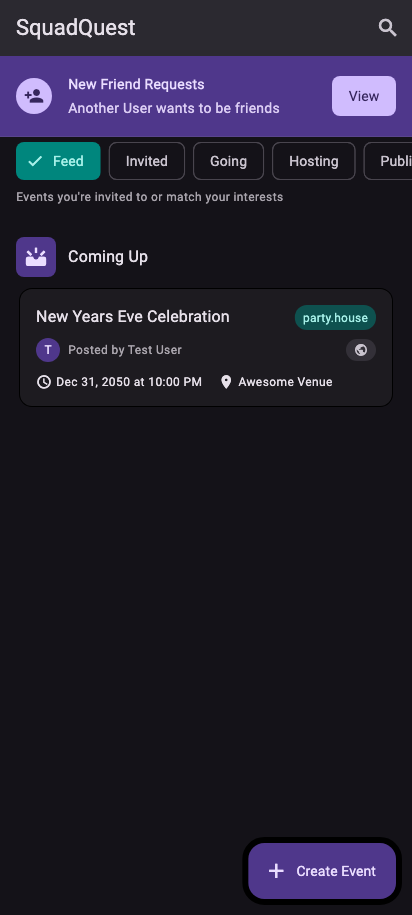 SquadQuest
New Friend Requests
Another User wants to be friends
View
Feed
Invited
Going
Hosting
Publi
Events you're invited to or match your interests
Coming Up
New Years Eve Celebration
party.house
T
Posted by Test User
Dec 31, 2050 at 10:00 PM
Awesome Venue
Create Event